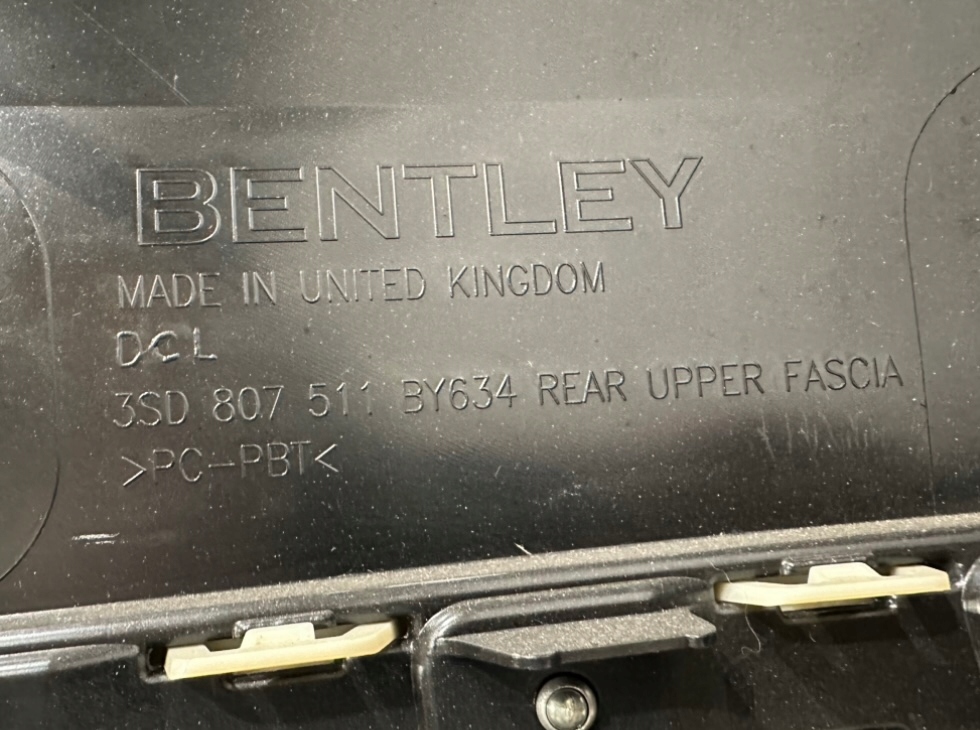 BENTLEY
MADE IN UNITED KINGDOM
DCL
3SD 807 511 BY634 REAR UPPER FASCIA
>PC-PBT<